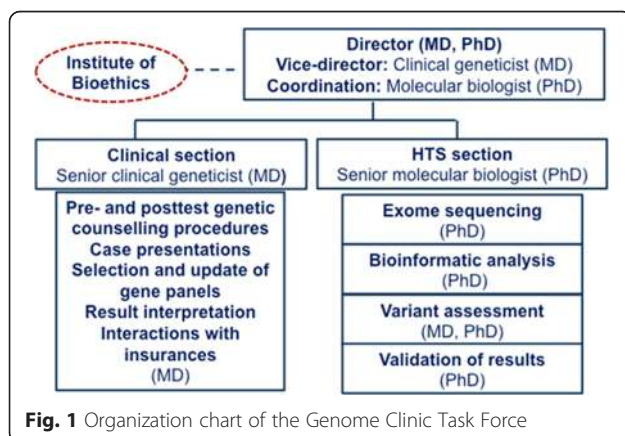 Institute of
Bioethics
Director (MD, PhD)
Vice-director: Clinical geneticist (MD)
Coordination: Molecular biologist (PhD)
Clinical section
Senior clinical geneticist (MD)
HTS section
Senior molecular biologist (PhD)
Pre- and posttest genetic
counselling procedures
Case presentations
Selection and update of
gene panels
Result interpretation
Interactions with
insurances
(MD)
Exome sequencing
(PhD)
Bioinformatic analysis
(PhD)
Variant assessment
(MD, PhD)
Validation of results
(PhD)
Fig. 1 Organization chart of the Genome Clinic Task Force